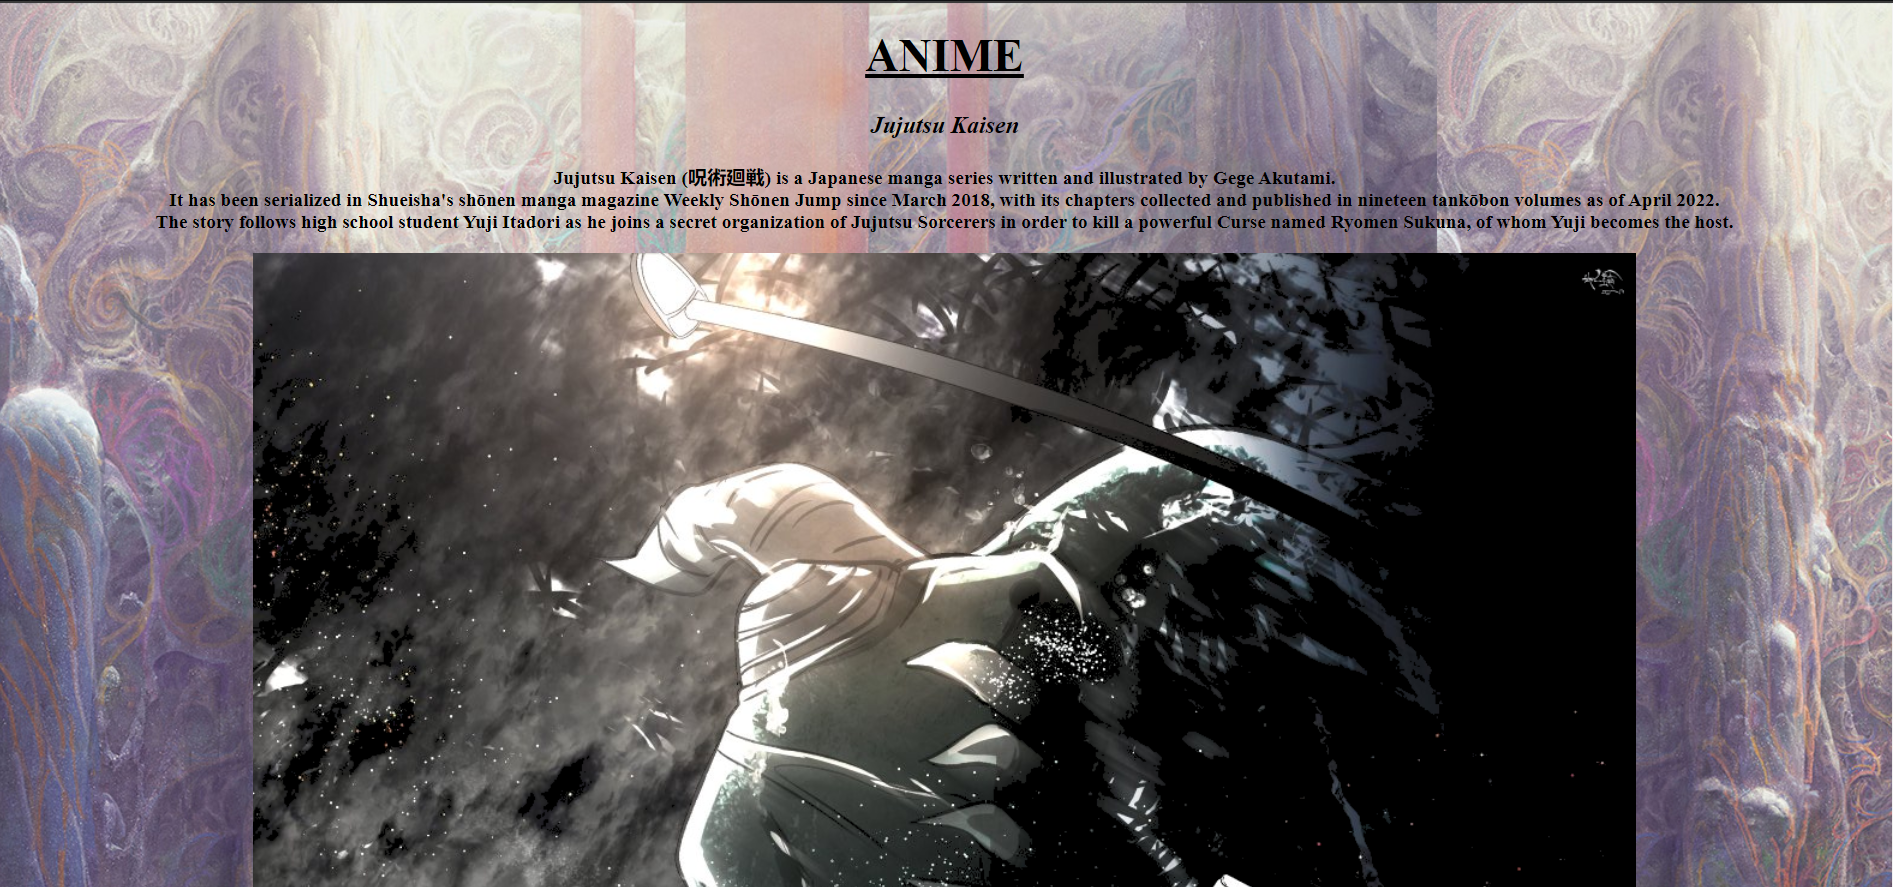 ANIME
Jujutsu Kaisen
Jujutsu Kaisen (呪術廻戦) is a Japanese manga series written and illustrated by Gege Akutami.
It has been serialized in Shueisha's shōnen manga magazine Weekly Shōnen Jump since March 2018, with its chapters collected and published in nineteen tankōbon volumes as of April 2022.
The story follows high school student Yuji Itadori as he joins a secret organization of Jujutsu Sorcerers in order to kill a powerful Curse named Ryomen Sukuna, of whom Yuji becomes the host.